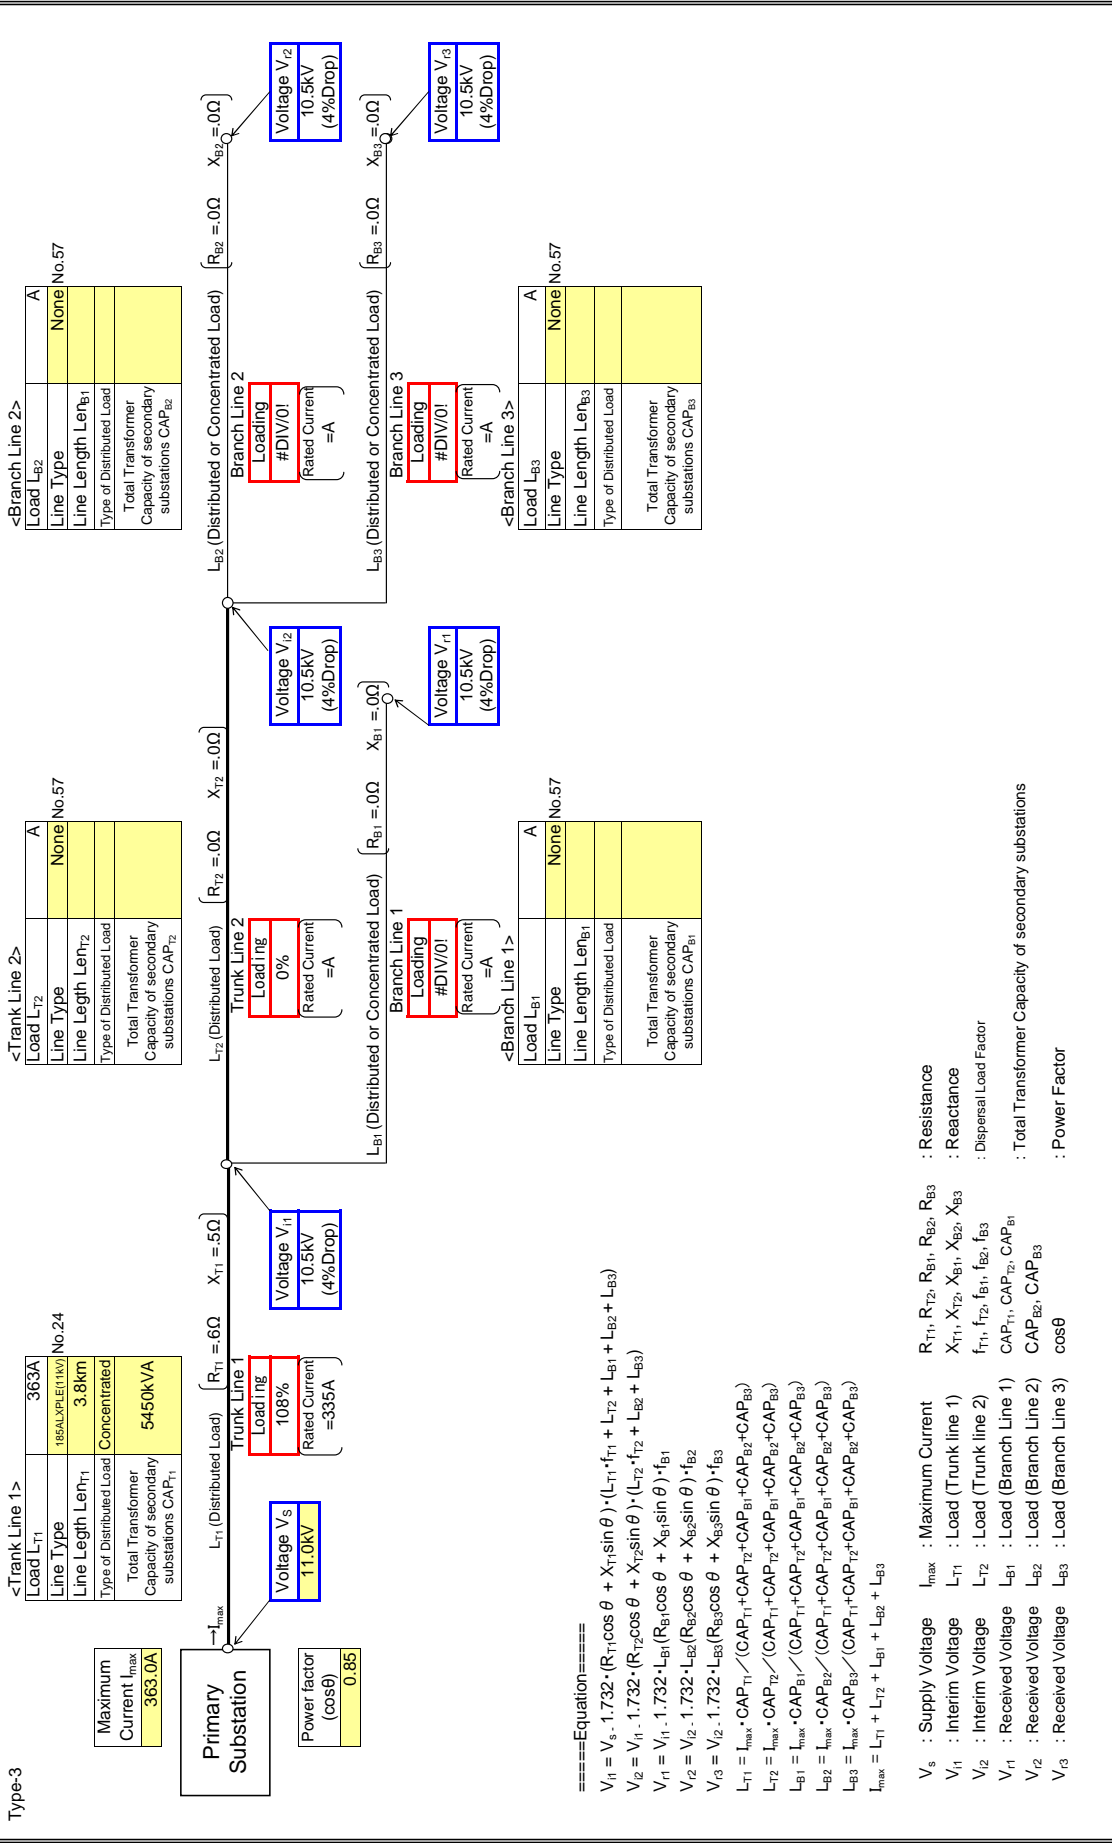 Type-3
Maximum
Current Imax
363.0A
Primary
Substation
Power factor
(cosθ)
0.85
→Imax
Voltage VS
11.0kV
<Trank Line 1>
Load LT1 363A
Line Type 185ALXPLE(11kV) No.24
Line Legth LenT1 3.8km
Type of Distributed Load Concentrated
Total Transformer
Capacity of secondary
substations CAPT1
5450kVA
LT1 (Distributed Load) RT1 =.6Ω XT1 =.5Ω
Trunk Line 1
Loading
108%
Rated Current
=335A
Voltage Vi1
10.5kV
(4%Drop)
<Trank Line 2>
Load LT2 A
Line Type None No.57
Line Length LenT2
Type of Distributed Load
Total Transformer
Capacity of secondary
substations CAPT2
LT2 (Distributed Load) RT2 =.0Ω XT2 =.0Ω
Trunk Line 2
Loading
0%
Rated Current
=A
Voltage Vi2
10.5kV
(4%Drop)
LB1 (Distributed or Concentrated Load) RB1 =.0Ω XB1 =.0Ω
Branch Line 1
Loading
#DIV/0!
Rated Current
=A
Voltage Vr1
10.5kV
(4%Drop)
<Branch Line 1>
Load LB1 A
Line Type None No.57
Line Length LenB1
Type of Distributed Load
Total Transformer
Capacity of secondary
substations CAPB1
<Branch Line 2>
Load LB2 A
Line Type None No.57
Line Length LenB1
Type of Distributed Load
Total Transformer
Capacity of secondary
substations CAPB2
LB2 (Distributed or Concentrated Load) RB2 =.0Ω XB2 =.0Ω
Branch Line 2
Loading
#DIV/0!
Rated Current
=A
Voltage Vr2
10.5kV
(4%Drop)
LB3 (Distributed or Concentrated Load) RB3 =.0Ω XB3 =.0Ω
Branch Line 3
Loading
#DIV/0!
Rated Current
=A
Voltage Vr3
10.5kV
(4%Drop)
<Branch Line 3>
Load LB3 A
Line Type None No.57
Line Length LenB3
Type of Distributed Load
Total Transformer
Capacity of secondary
substations CAPB3
=====Equation=====
Vi1 = Vs - 1.732･(RT1cos θ + XT1sin θ)･(LT1･fT1 + LT2 + LB1 + LB2 + LB3)
Vi2 = Vi1 - 1.732･(RT2cos θ + XT2sin θ)･(LT2･fT2 + LB2 + LB3)
Vr1 = Vi1 - 1.732･LB1(RB1cos θ + XB1sin θ)･fB1
Vr2 = Vi2 - 1.732･LB2(RB2cos θ + XB2sin θ)･fB2
Vr3 = Vi2 - 1.732･LB3(RB3cos θ + XB3sin θ)･fB3
LT1 = Imax･CAPT1／(CAPT1+CAPT2+CAPB1+CAPB2+CAPB3)
LT2 = Imax･CAPT2／(CAPT1+CAPT2+CAPB1+CAPB2+CAPB3)
LB1 = Imax･CAPB1／(CAPT1+CAPT2+CAPB1+CAPB2+CAPB3)
LB2 = Imax･CAPB2／(CAPT1+CAPT2+CAPB1+CAPB2+CAPB3)
LB3 = Imax･CAPB3／(CAPT1+CAPT2+CAPB1+CAPB2+CAPB3)
Imax = LT1 + LT2 + LB1 + LB2 + LB3
Vs : Supply Voltage Imax : Maximum Current RT1, RT2, RB1, RB2, RB3 : Resistance
Vi1 : Interim Voltage LT1 : Load (Trunk line 1) XT1, XT2, XB1, XB2, XB3 : Reactance
Vi2 : Interim Voltage LT2 : Load (Trunk line 2) fT1, fT2, fB1, fB2, fB3 : Dispersal Load Factor
Vr1 : Received Voltage LB1 : Load (Branch Line 1) CAPT1, CAPT2, CAPB1 : Total Transformer Capacity of secondary substations
Vr2 : Received Voltage LB2 : Load (Branch Line 2) CAPB2, CAPB3
Vr3 : Received Voltage LB3 : Load (Branch Line 3) cosθ : Power Factor